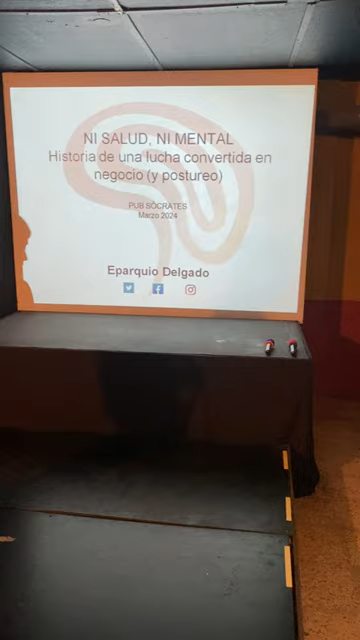 NI SALUD, NI MENTAL
Historia de una lucha convertida en
negocio (y postureo)
PUB SÓCRATES
Marzo 2024
Eparquio Delgado